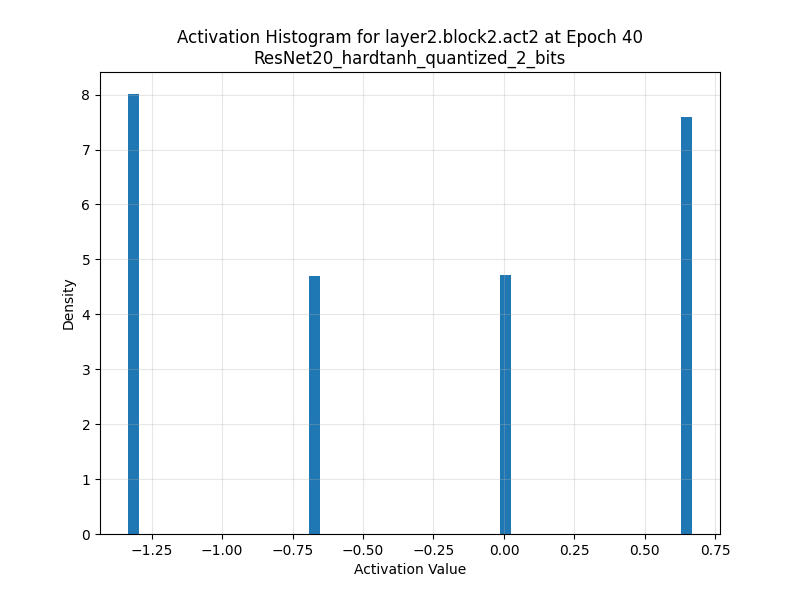 Activation Histogram for layer2.block2.act2 at Epoch 40
ResNet20_hardtanh_quantized_2_bits
8
7
6
5
4
3
2
1
0
Density
−1.25 −1.00 −0.75 −0.50 −0.25 0.00 0.25 0.50 0.75
Activation Value